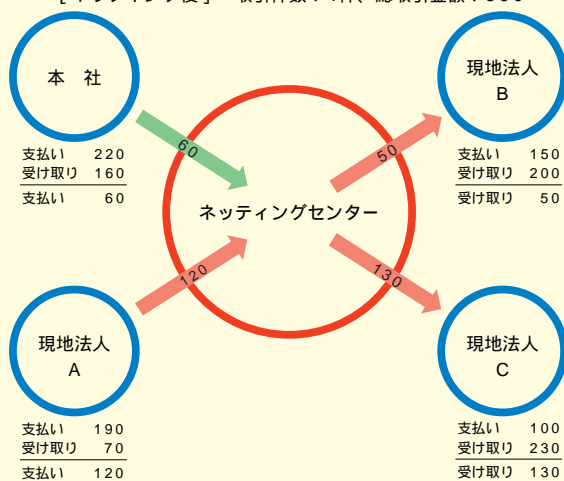 本 社
支払い 220
受け取り 160
支払い 60
現地法人
B
支払い 150
受け取り 200
受け取り 50
60
50
ネッティングセンター
120
130
現地法人
A
支払い 190
受け取り 70
支払い 120
現地法人
C
支払い 100
受け取り 230
受け取り 130